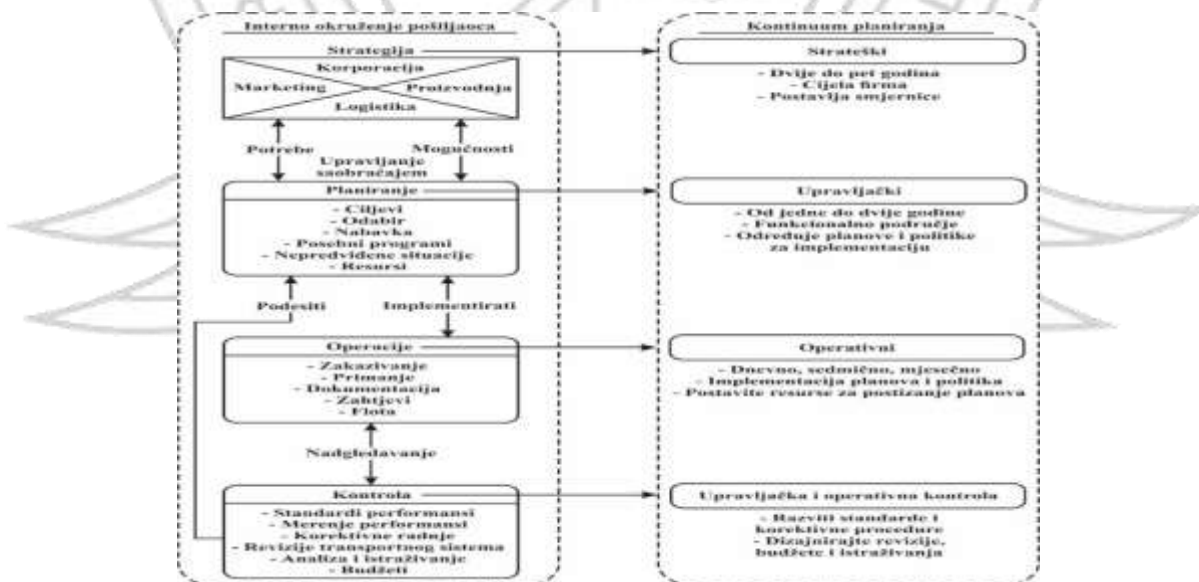 Interno okruženje pošiljaoca
Strategija
Korporacija
Marketing
Proizvodnja
Logistika
Potrebe
Mogućnosti
Upravljanje
saobraćajem
Planiranje
- Ciljevi
- Odabir
- Nabavka
- Posebni programi
- Nepredviđene situacije
- Resursi
Podesiti
Implementirati
Operacije
- Zakazivanje
- Primanje
- Dokumentacija
- Zahtjevi
- Flota
Nadgledavanje
Kontrola
- Standardi performansi
- Merenje performansi
- Korektivne radnje
- Revizije transportnog sistema
- Analiza i istraživanje
- Budžeti
Kontinuum planiranja
Strateški
- Dvije do pet godina
- Cijela firma
- Postavlja smjernice
Upravljački
- Od jedne do dvije godine
- Funkcionalno područje
- Određuje planove i politike
za implementaciju
Operativni
- Dnevno, sedmično, mjesečno
- Implementacija planova i politika
- Postavite resurse za postizanje planova
Upravljačka i operativna kontrola
- Razviti standarde i
korektivne procedure
- Dizajnirajte revizije,
budžete i istraživanja